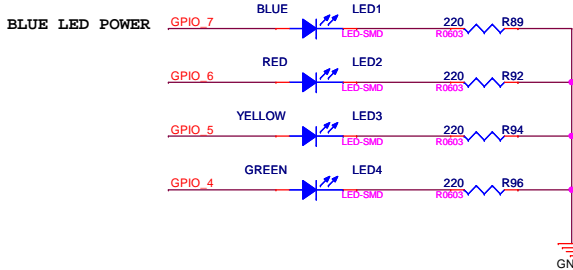 BLUE LED1
BLUE LED POWER GPIO_7 220 R89
LED-SMD R0603
RED LED2
GPIO_6 220 R92
LED-SMD R0603
YELLOW LED3
GPIO_5 220 R94
LED-SMD R0603
GREEN LED4
GPIO_4 220 R96
LED-SMD R0603
GN